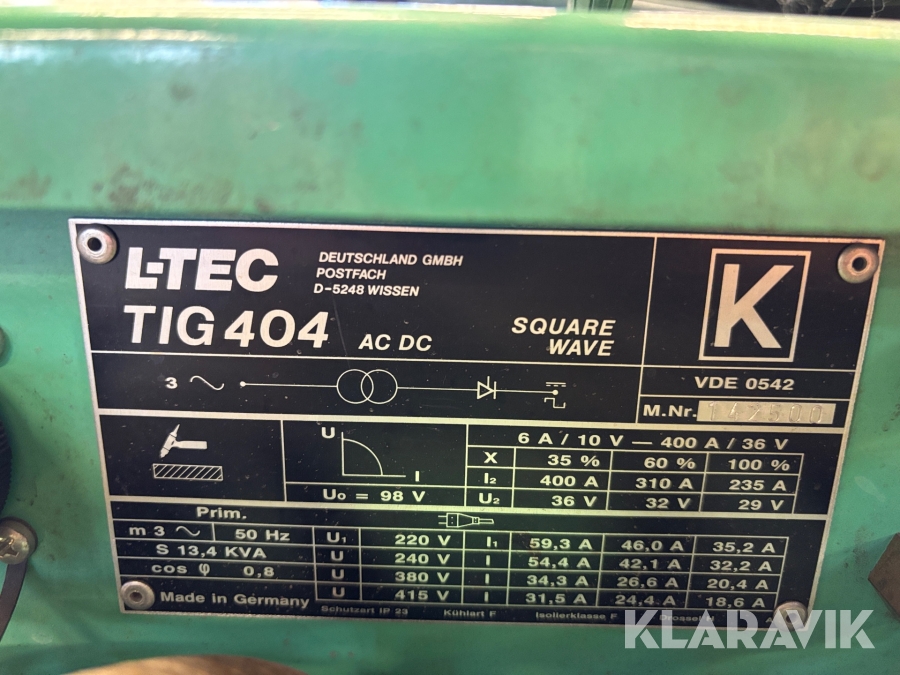 L-TEC
DEUTSCHLAND GMBH
POSTFACH
D-5248 WISSEN
TIG 404 AC DC
SQUARE
WAVE
K
3
VDE 0542
M.Nr. 147500
U
I
U₀ = 98 V
6 A / 10 V — 400 A / 36 V
X 35 % 60 % 100 %
I₂ 400 A 310 A 235 A
U₂ 36 V 32 V 29 V
Prim.
m 3 50 Hz U₁ 220 V I₁ 59,3 A 46,0 A 35,2 A
S 13,4 KVA U 240 V I 54,4 A 42,1 A 32,2 A
cos φ 0,8 U 380 V I 34,3 A 26,6 A 20,4 A
Made in Germany U 415 V I 31,5 A 24,4 A 18,6 A
Schutzart IP 23 Kühlart F Isolierklasse F
KLARAVIK